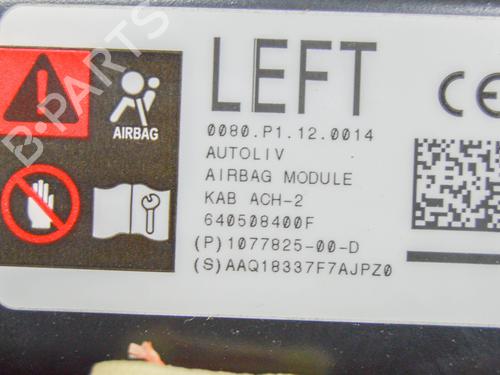 LEFT
CE
0080.P1.12.0014
AUTOLIV
AIRBAG MODULE
KAB ACH-2
640508400F
(P)1077825-00-D
(S)AAQ18337F7AJPZ0
AIRBAG
B-PARTS